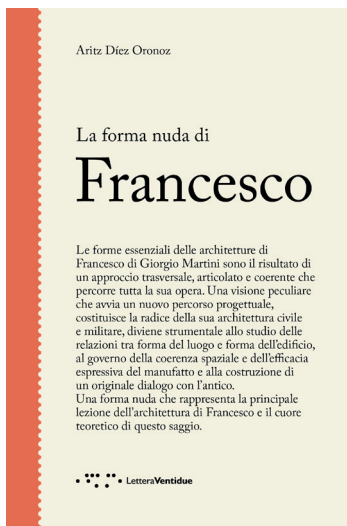 Aritz Díez Oronoz
La forma nuda di
Francesco
Le forme essenziali delle architetture di
Francesco di Giorgio Martini sono il risultato di
un approccio trasversale, articolato e coerente che
percorre tutta la sua opera. Una visione peculiare
che avvia un nuovo percorso progettuale,
costituisce la radice della sua architettura civile
e militare, diviene strumentale allo studio delle
relazioni tra forma del luogo e forma dell'edificio,
al governo della coerenza spaziale e dell'efficacia
espressiva del manufatto e alla costruzione di
un originale dialogo con l'antico.
Una forma nuda che rappresenta la principale
lezione dell'architettura di Francesco e il cuore
teoretico di questo saggio.
LetteraVentidue